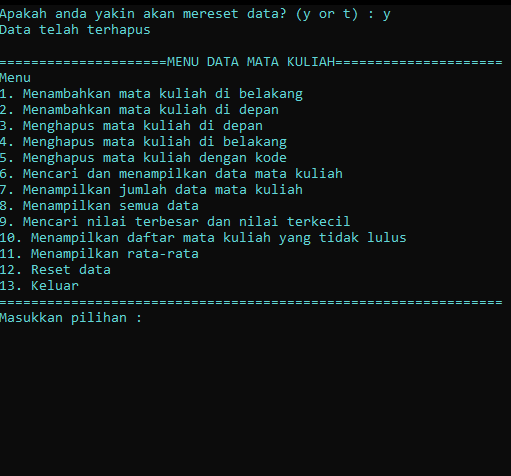 Apakah anda yakin akan mereset data? (y or t) : y
Data telah terhapus
=====================MENU DATA MATA KULIAH=====================
Menu
1. Menambahkan mata kuliah di belakang
2. Menambahkan mata kuliah di depan
3. Menghapus mata kuliah di depan
4. Menghapus mata kuliah di belakang
5. Menghapus mata kuliah dengan kode
6. Mencari dan menampilkan data mata kuliah
7. Menampilkan jumlah data mata kuliah
8. Menampilkan semua data
9. Mencari nilai terbesar dan nilai terkecil
10. Menampilkan daftar mata kuliah yang tidak lulus
11. Menampilkan rata-rata
12. Reset data
13. Keluar
===============================================================
Masukkan pilihan :